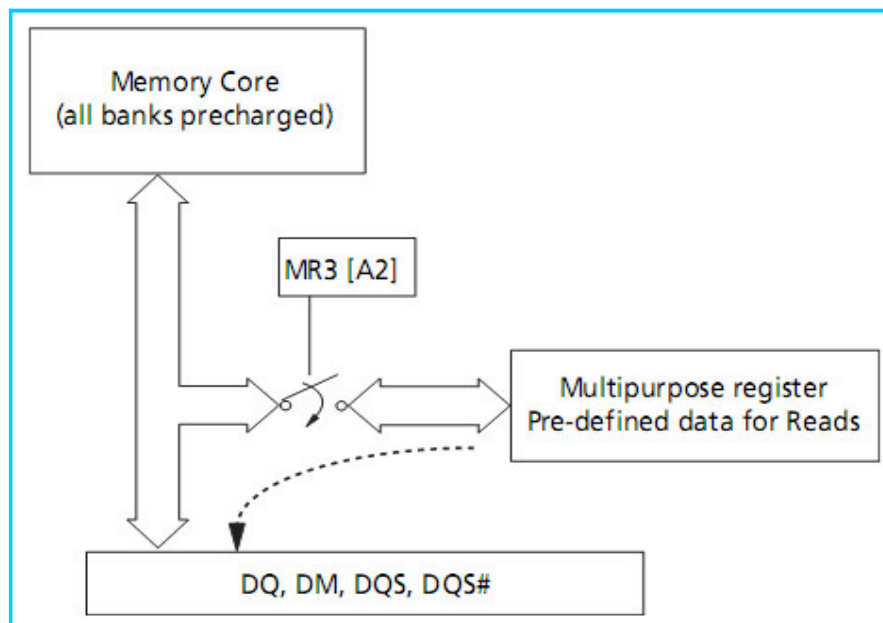 Memory Core
(all banks precharged)
MR3 [A2]
Multipurpose register
Pre-defined data for Reads
DQ, DM, DQS, DQS#